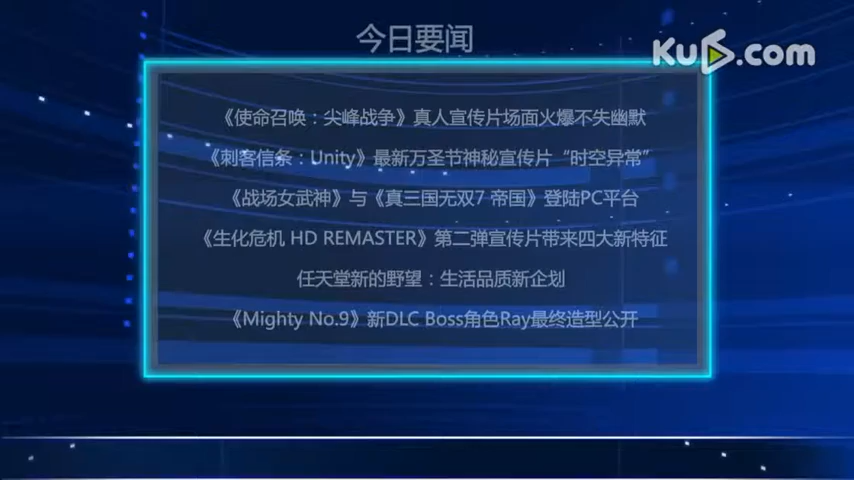 今日要闻
Ku6.com
《使命召唤：尖峰战争》真人宣传片场面火爆不失幽默
《刺客信条：Unity》最新万圣节神秘宣传片“时空异常”
《战场女武神》与《真三国无双7 帝国》登陆PC平台
《生化危机 HD REMASTER》第二弹宣传片带来四大新特征
任天堂新的野望：生活品质新企划
《Mighty No.9》新DLC Boss角色Ray最终造型公开